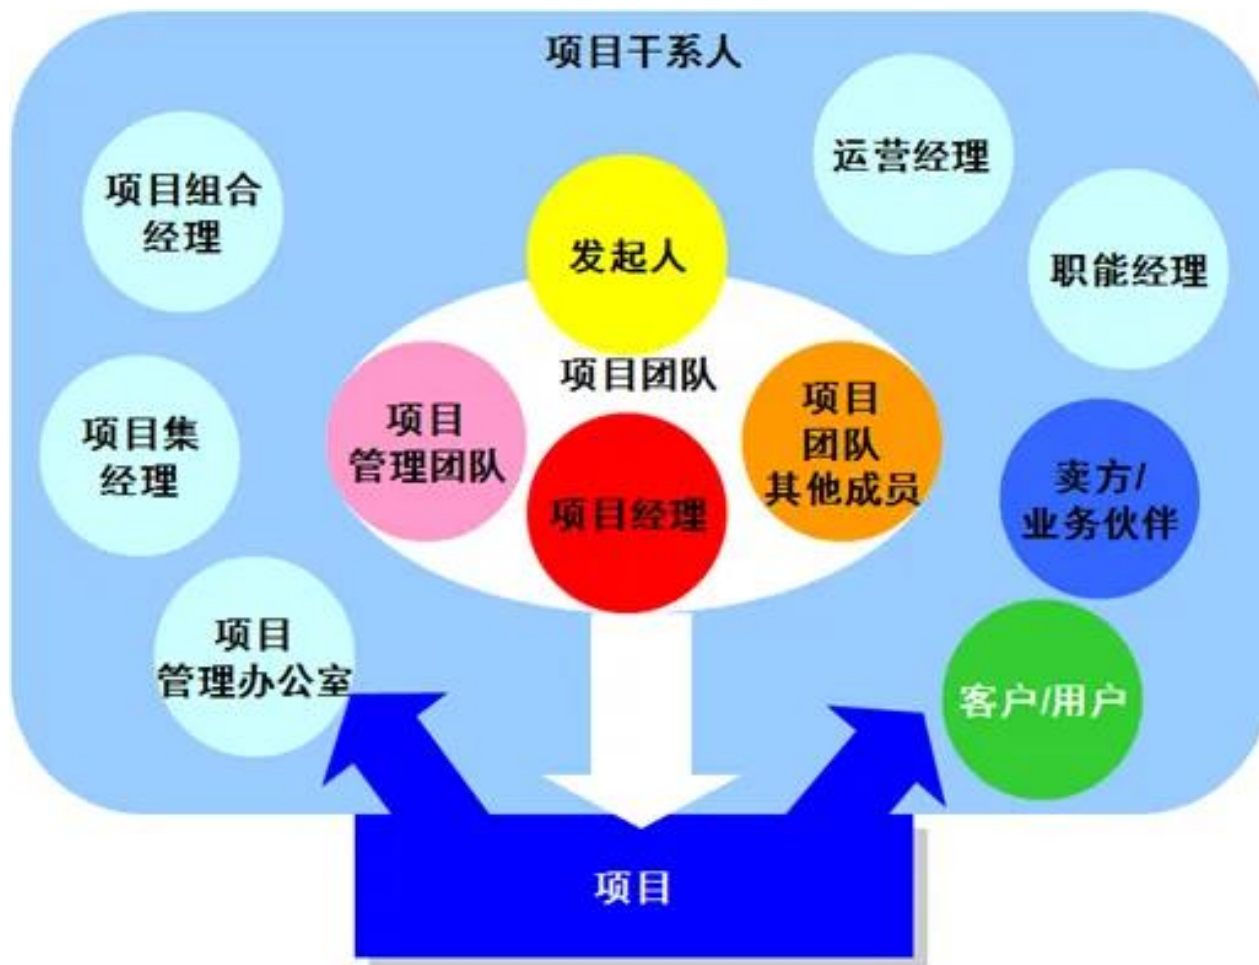 项目干系人
运营经理
项目组合
经理
发起人
职能经理
项目团队
项目
管理团队
项目
团队
其他成员
项目集
经理
项目经理
卖方/
业务伙伴
项目
管理办公室
客户/用户
项目